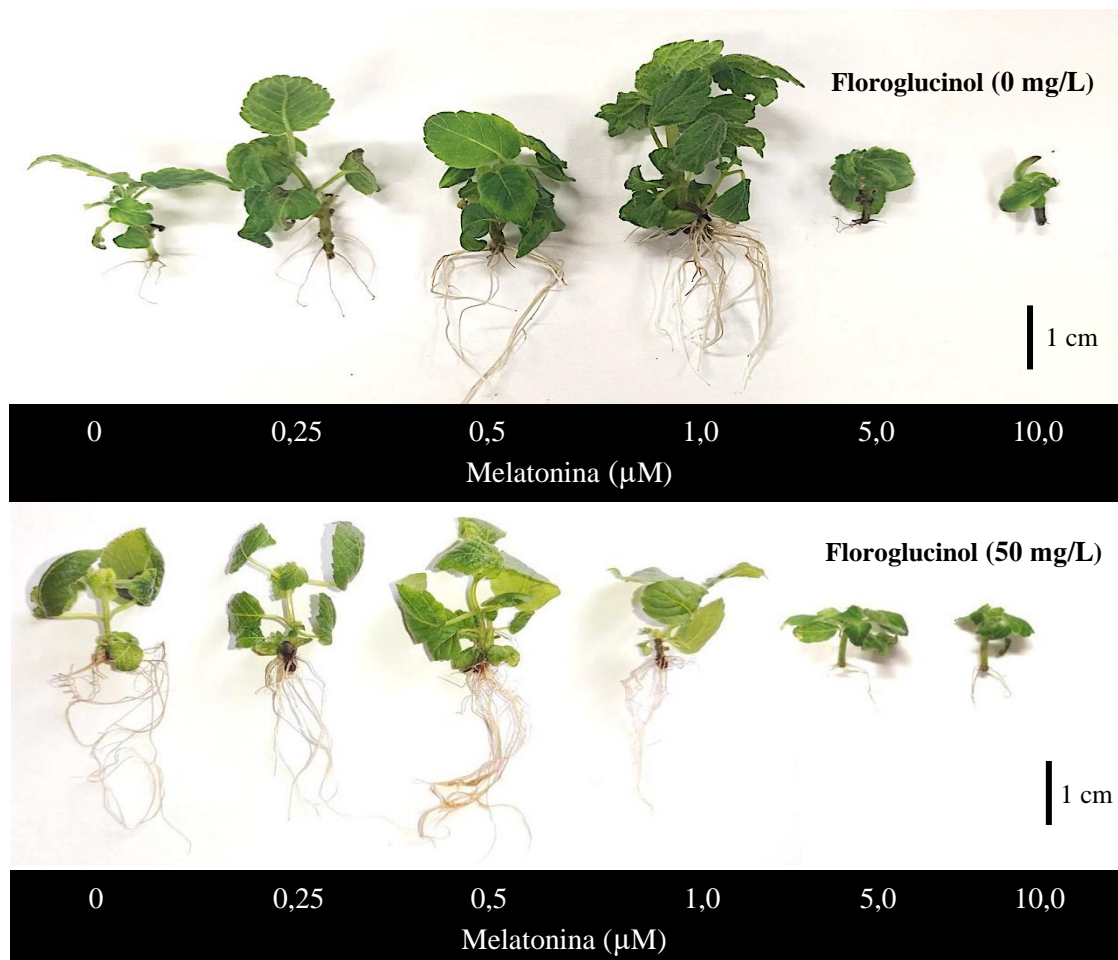 Floroglucinol (0 mg/L)
1 cm
0 0,25 0,5 1,0 5,0 10,0
Melatonina (µM)
Floroglucinol (50 mg/L)
1 cm
0 0,25 0,5 1,0 5,0 10,0
Melatonina (µM)